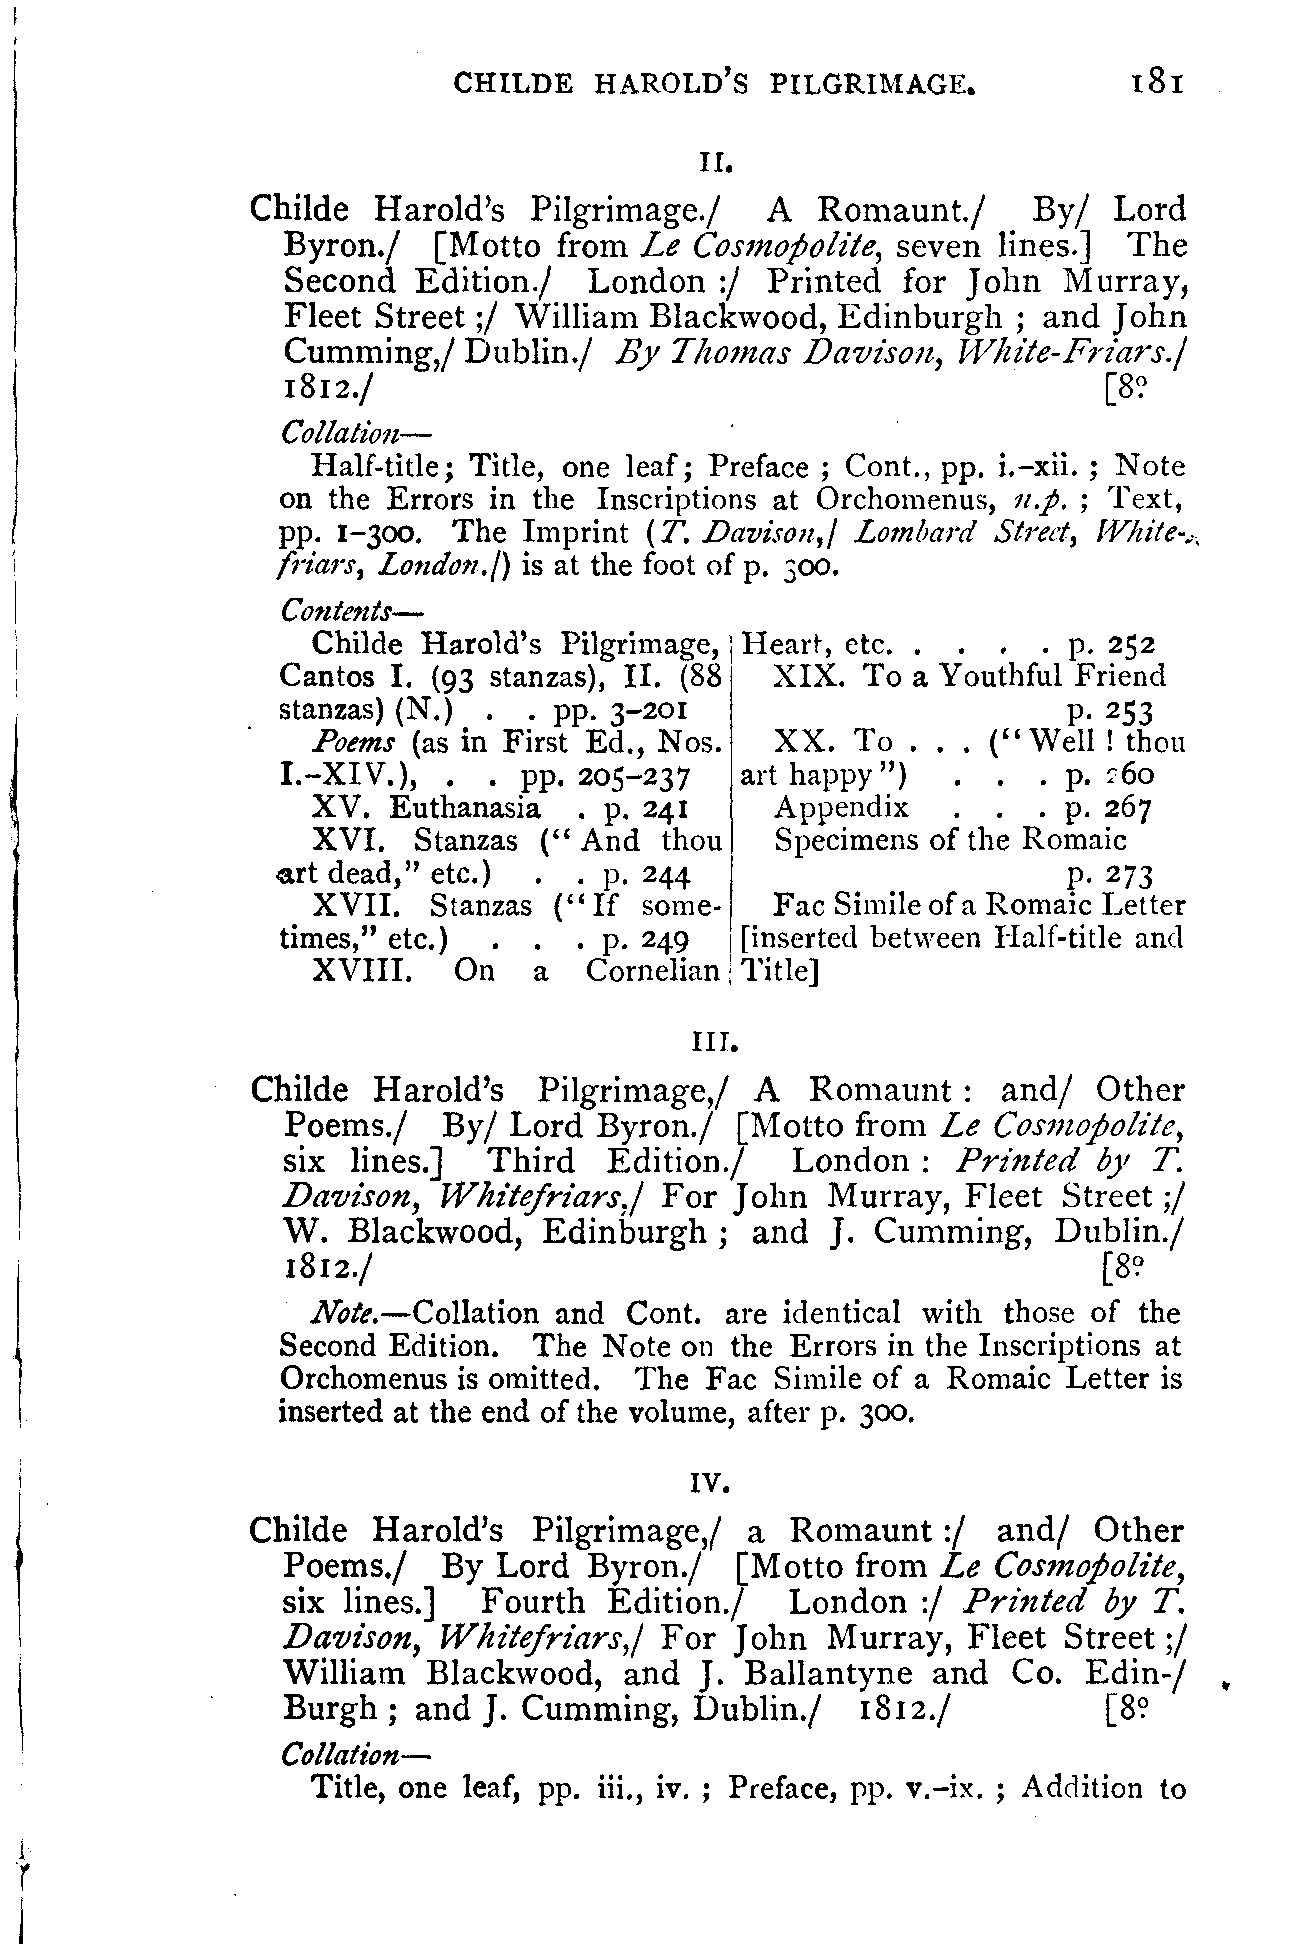 CHILDE HAROLD'S PILGRIMAGE. 181
II.
Childe Harold's Pilgrimage./ A Romaunt./ By/ Lord
Byron./ [Motto from Le Cosmopolite, seven lines.] The
Second Edition./ London :/ Printed for John Murray,
Fleet Street ;/ William Blackwood, Edinburgh ; and John
Cumming,/ Dublin./ By Thomas Davison, White-Friars./
1812./ [8º.
Collation—
Half-title; Title, one leaf; Preface ; Cont., pp. i.-xii. ; Note
on the Errors in the Inscriptions at Orchomenus, n.p. ; Text,
pp. 1-300. The Imprint (T. Davison,/ Lombard Street, White-
friars, London./) is at the foot of p. 300.
Contents—
Childe Harold's Pilgrimage,
Cantos I. (93 stanzas), II. (88
stanzas) (N.) . . pp. 3-201
Poems (as in First Ed., Nos.
I.-XIV.), . . pp. 205-237
XV. Euthanasia . p. 241
XVI. Stanzas ("And thou
art dead," etc.) . . p. 244
XVII. Stanzas ("If some-
times," etc.) . . . p. 249
XVIII. On a Cornelian
Heart, etc. . . . . . p. 252
XIX. To a Youthful Friend
p. 253
XX. To . . . ("Well ! thou
art happy") . . . p. 260
Appendix . . . p. 267
Specimens of the Romaic
p. 273
Fac Simile of a Romaic Letter
[inserted between Half-title and
Title]
III.
Childe Harold's Pilgrimage,/ A Romaunt : and/ Other
Poems./ By/ Lord Byron./ [Motto from Le Cosmopolite,
six lines.] Third Edition./ London : Printed by T.
Davison, Whitefriars,/ For John Murray, Fleet Street ;/
W. Blackwood, Edinburgh ; and J. Cumming, Dublin./
1812./ [8º.
Note.—Collation and Cont. are identical with those of the
Second Edition. The Note on the Errors in the Inscriptions at
Orchomenus is omitted. The Fac Simile of a Romaic Letter is
inserted at the end of the volume, after p. 300.
IV.
Childe Harold's Pilgrimage,/ a Romaunt :/ and/ Other
Poems./ By Lord Byron./ [Motto from Le Cosmopolite,
six lines.] Fourth Edition./ London :/ Printed by T.
Davison, Whitefriars,/ For John Murray, Fleet Street ;/
William Blackwood, and J. Ballantyne and Co. Edin-/
Burgh ; and J. Cumming, Dublin./ 1812./ [8º.
Collation—
Title, one leaf, pp. iii., iv. ; Preface, pp. v.-ix. ; Addition to